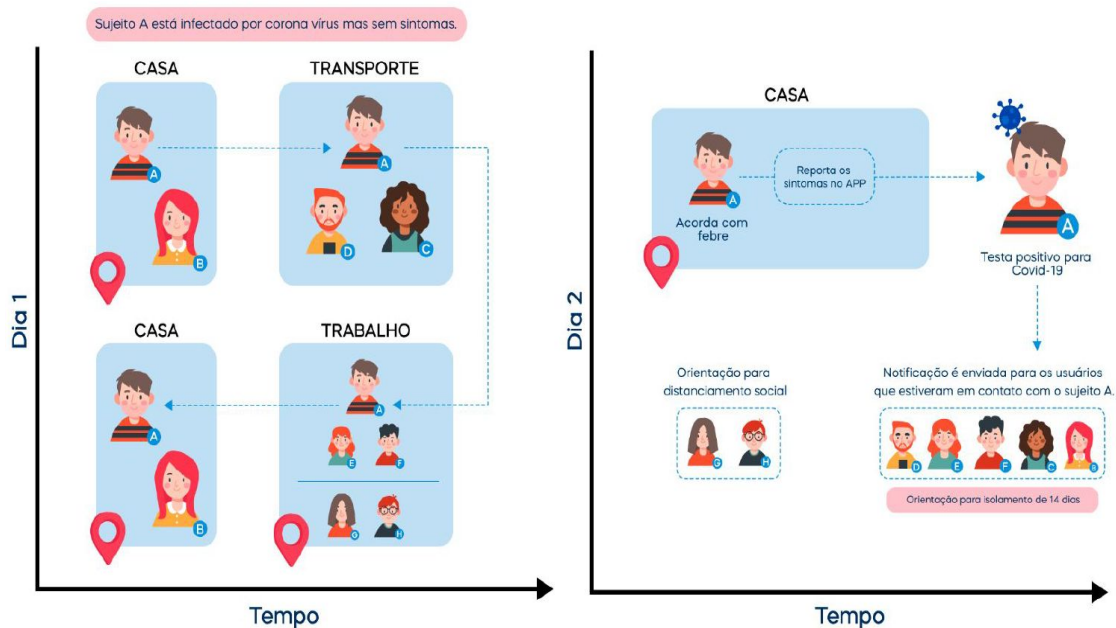 Sujeito A está infectado por corona vírus mas sem sintomas.
Dia 1
CASA
A
B
TRANSPORTE
A
D
C
CASA
A
B
TRABALHO
A
E
F
G
H
Tempo
Dia 2
CASA
A
Acorda com
febre
Reporta os
sintomas no APP
A
Testa positivo para
Covid-19
Orientação para
distanciamento social
G
H
Notificação é enviada para os usuários
que estiveram em contato com o sujeito A.
D
E
F
C
B
Orientação para isolamento de 14 dias
Tempo